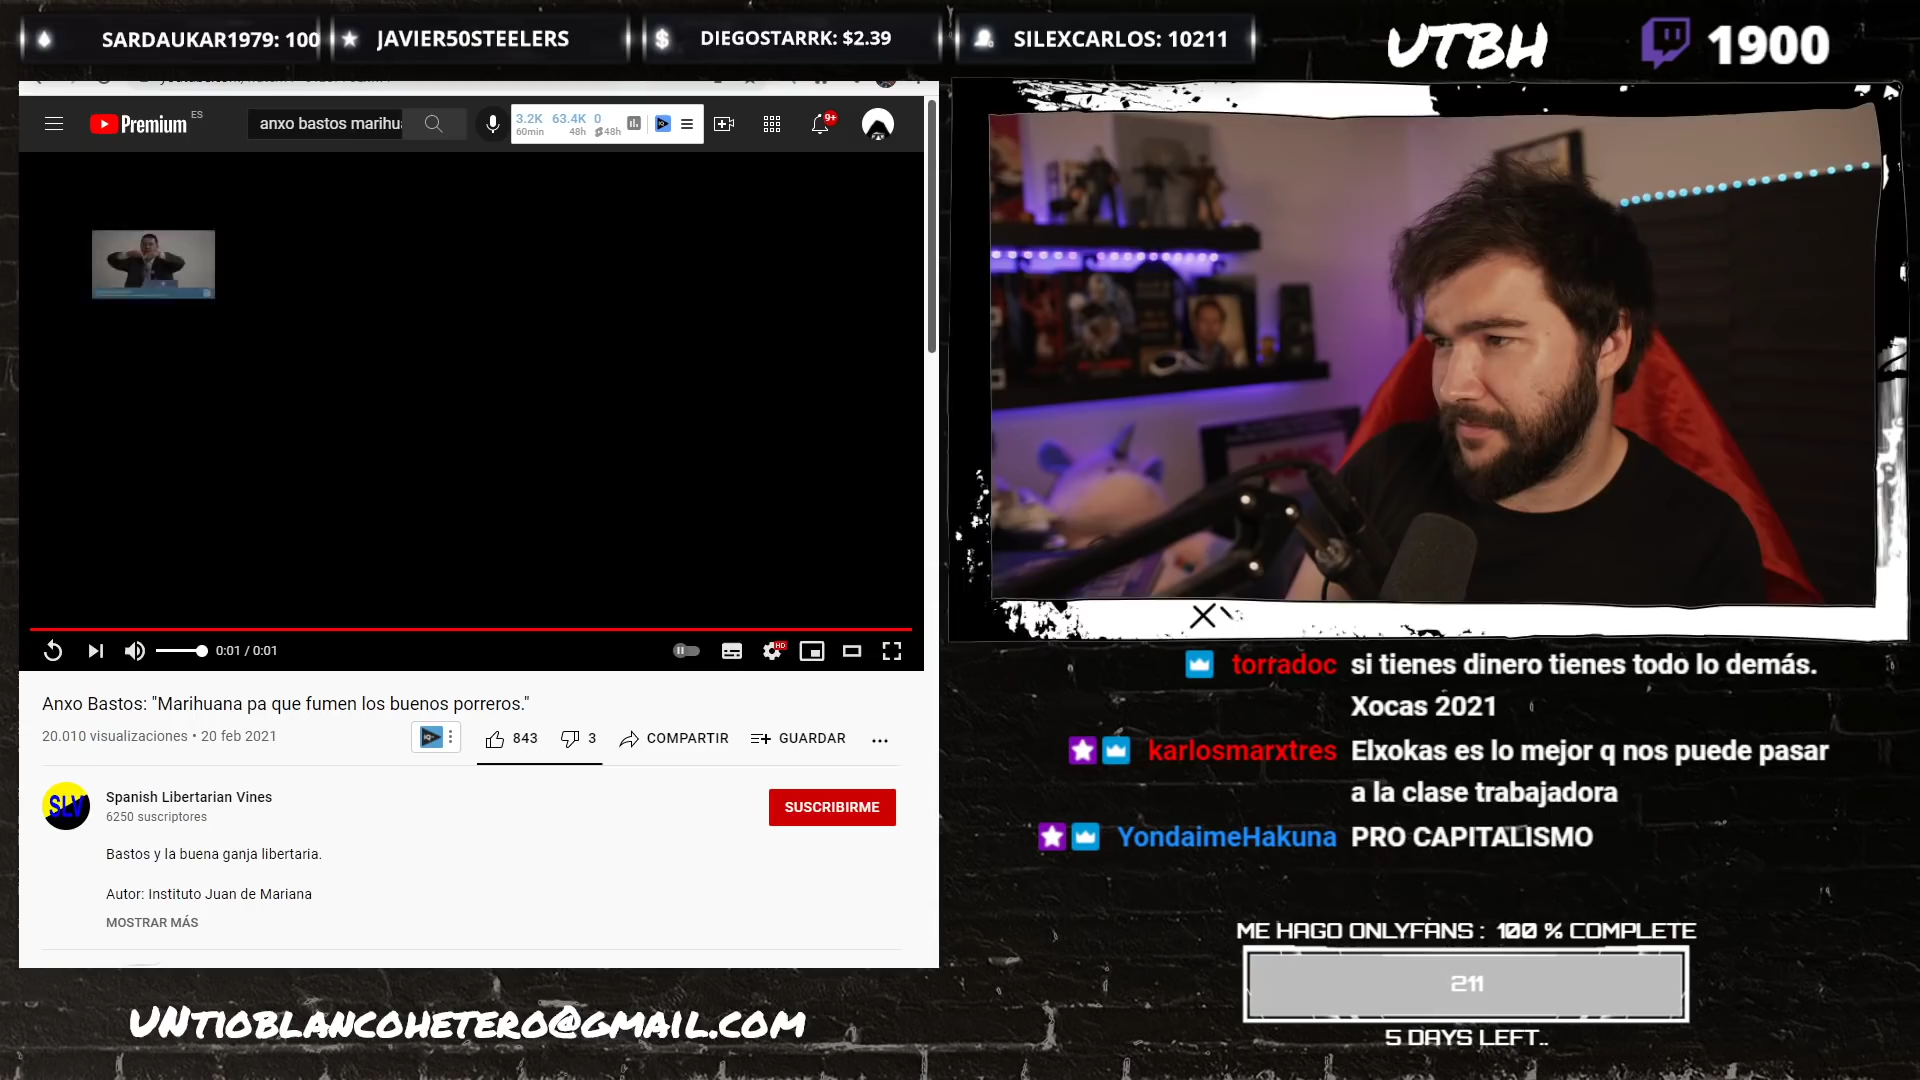 SARDAUKAR1979: 100
JAVIER50STEELERS
DIEGOSTARRK: $2.39
SILEXCARLOS: 10211
UTBH
1900
Premium ES
anxo bastos marihu
3.2K 63.4K 0
60min 48h 48h
9+
0:01 / 0:01
HD
Anxo Bastos: "Marihuana pa que fumen los buenos porreros."
20.010 visualizaciones • 20 feb 2021
843
3
COMPARTIR
GUARDAR
SLV
Spanish Libertarian Vines
6250 suscriptores
SUSCRIBIRME
Bastos y la buena ganja libertaria.
Autor: Instituto Juan de Mariana
MOSTRAR MÁS
torradoc si tienes dinero tienes todo lo demás.
Xocas 2021
karlosmarxtres Elxokas es lo mejor q nos puede pasar
a la clase trabajadora
YondaimeHakuna PRO CAPITALISMO
ME HAGO ONLYFANS : 100 % COMPLETE
211
5 DAYS LEFT..
UNTIOBLANCOHETERO@GMAIL.COM